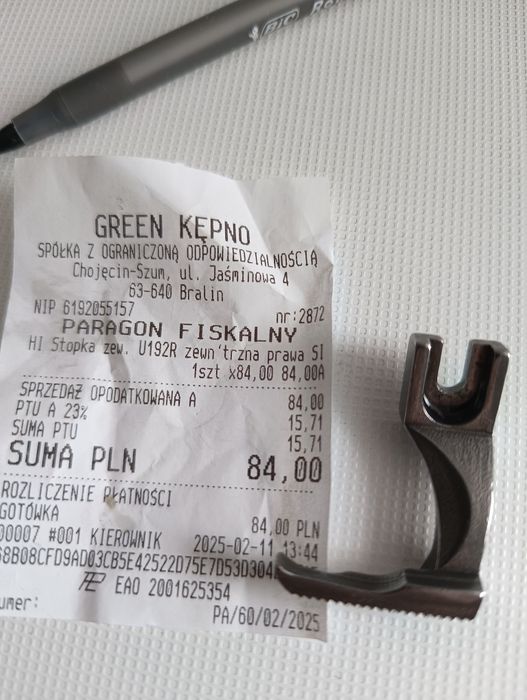 BIC
GREEN KĘPNO
SPÓŁKA Z OGRANICZONĄ ODPOWIEDZIALNOŚCIĄ
Chojęcin-Szum, ul. Jaśminowa 4
63-640 Bralin
NIP 6192055157 nr:2872
PARAGON FISKALNY
HI Stopka zew. U192R zewn'trzna prawa SI
1szt x84,00 84,00A
SPRZEDAŻ OPODATKOWANA A 84,00
PTU A 23% 15,71
SUMA PTU 15,71
SUMA PLN 84,00
ROZLICZENIE PŁATNOŚCI
GOTÓWKA 84,00 PLN
00007 #001 KIEROWNIK 2025-02-11 13:44
68B08CFD9AD03CB5E42522D75E7D53D304
EAO 2001625354
umer: PA/60/02/2025